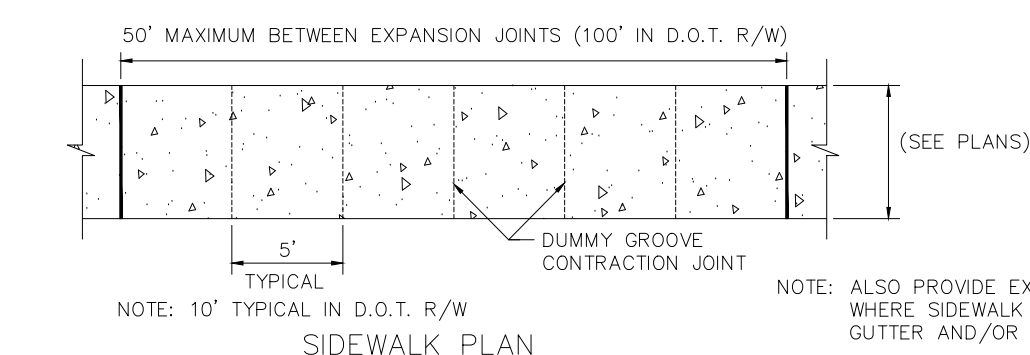 50' MAXIMUM BETWEEN EXPANSION JOINTS (100' IN D.O.T. R/W)
(SEE PLANS)
5'
TYPICAL
DUMMY GROOVE
CONTRACTION JOINT
NOTE: 10' TYPICAL IN D.O.T. R/W
SIDEWALK PLAN
NOTE: ALSO PROVIDE EX
WHERE SIDEWALK
GUTTER AND/OR